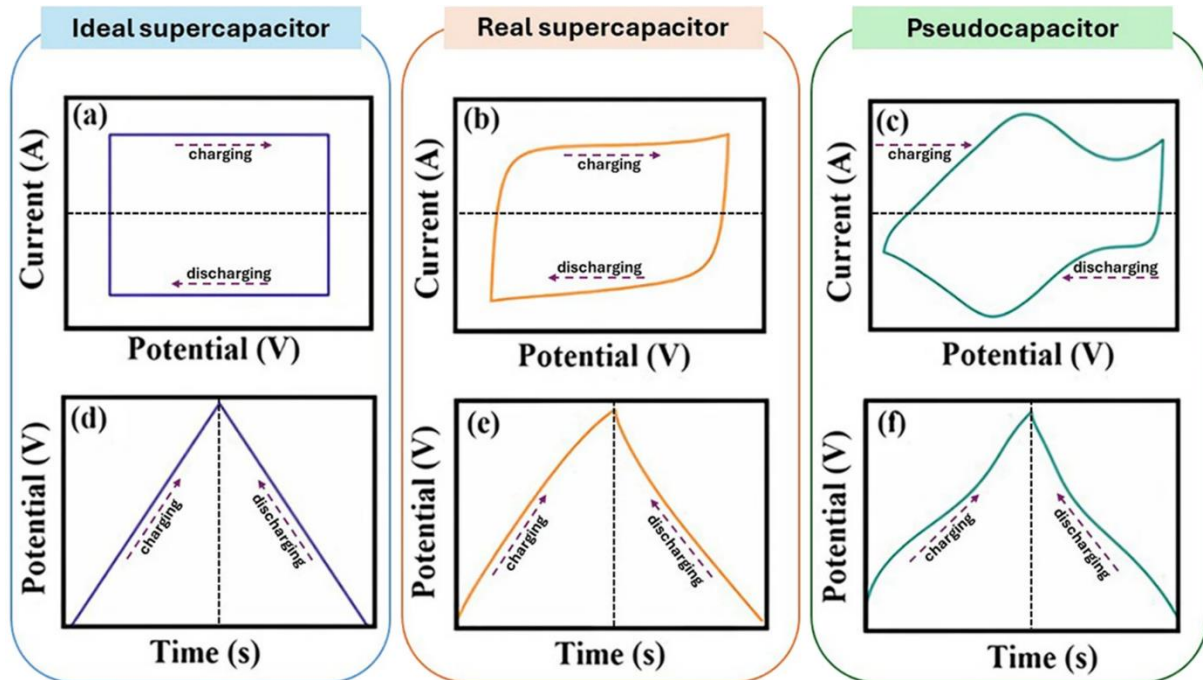 Ideal supercapacitor
Real supercapacitor
Pseudocapacitor
(a)
charging
discharging
Current (A)
Potential (V)
(b)
charging
discharging
Current (A)
Potential (V)
(c)
charging
discharging
Current (A)
Potential (V)
(d)
charging
discharging
Potential (V)
Time (s)
(e)
charging
discharging
Potential (V)
Time (s)
(f)
charging
discharging
Potential (V)
Time (s)